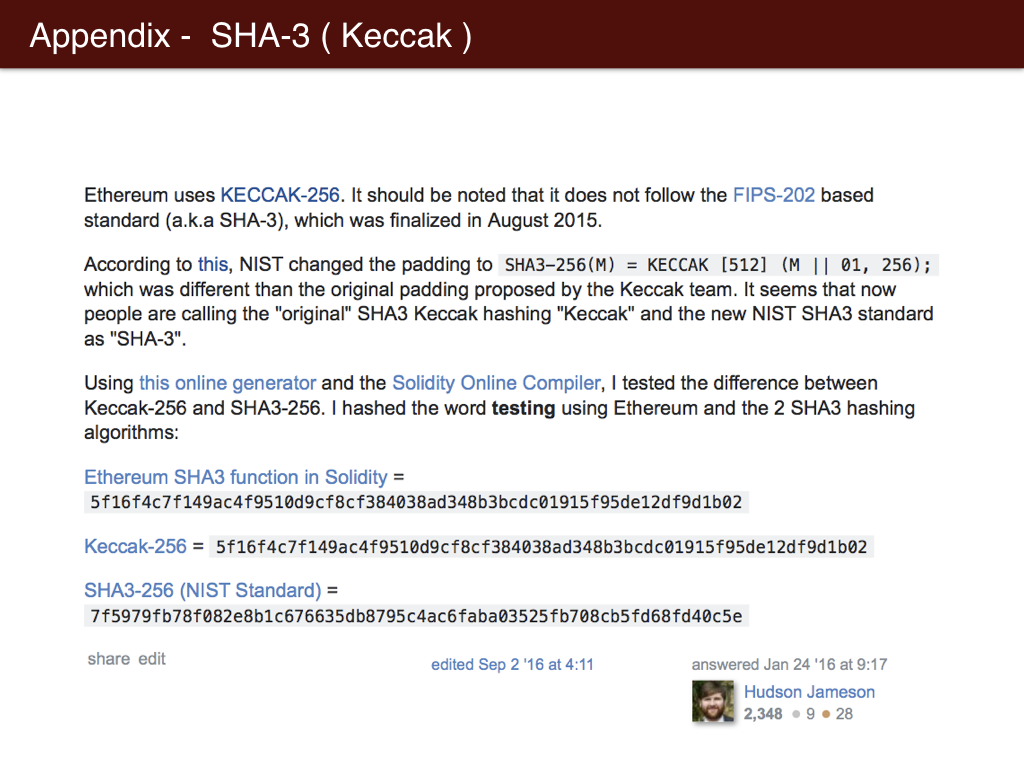 Appendix -  SHA-3 ( Keccak )
Ethereum uses KECCAK-256. It should be noted that it does not follow the FIPS-202 based
standard (a.k.a SHA-3), which was finalized in August 2015.
According to this, NIST changed the padding to SHA3-256(M) = KECCAK [512] (M || 01, 256);
which was different than the original padding proposed by the Keccak team. It seems that now
people are calling the "original" SHA3 Keccak hashing "Keccak" and the new NIST SHA3 standard
as "SHA-3".
Using this online generator and the Solidity Online Compiler, I tested the difference between
Keccak-256 and SHA3-256. I hashed the word testing using Ethereum and the 2 SHA3 hashing
algorithms:
Ethereum SHA3 function in Solidity =
5f16f4c7f149ac4f9510d9cf8cf384038ad348b3bcdc01915f95de12df9d1b02
Keccak-256 = 5f16f4c7f149ac4f9510d9cf8cf384038ad348b3bcdc01915f95de12df9d1b02
SHA3-256 (NIST Standard) =
7f5979fb78f082e8b1c676635db8795c4ac6faba03525fb708cb5fd68fd40c5e
share edit
edited Sep 2 '16 at 4:11
answered Jan 24 '16 at 9:17
Hudson Jameson
2,348 ● 9 ● 28